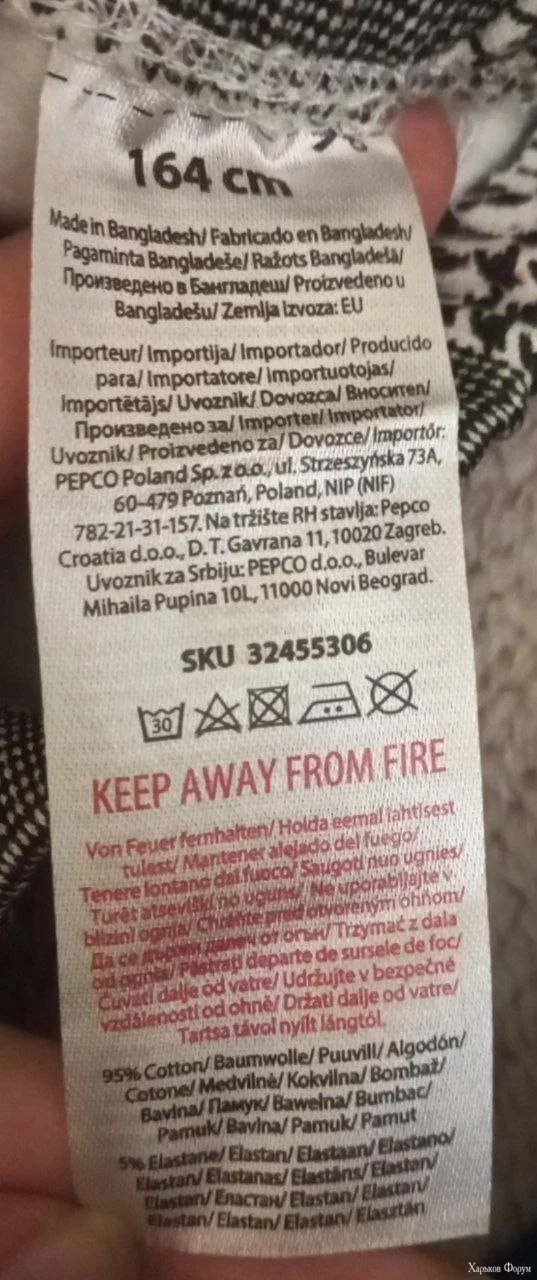 164 cm
Made in Bangladesh/ Fabricado en Bangladesh/
Pagaminta Bangladeše/ Ražots Bangladešā/
Произведено в Бангладеш/ Proizvedeno u
Bangladešu/ Zemlja izvoza: EU
Importeur/ Importija/ Importador/ Producido
para/ Importatore/ Importuotojas/
Importētājs/ Uvoznik/ Dovozca/ Вносител/
Произведено за/ Importer/ Importator/
Uvoznik/ Proizvedeno za/ Dovozce/ Importőr:
PEPCO Poland Sp. z o.o., ul. Strzeszyńska 73A,
60-479 Poznań, Poland, NIP (NIF)
782-21-31-157. Na tržište RH stavlja: Pepco
Croatia d.o.o., D. T. Gavrana 11, 10020 Zagreb.
Uvoznik za Srbiju: PEPCO d.o.o., Bulevar
Mihaila Pupina 10L, 11000 Novi Beograd.
SKU 32455306
30
KEEP AWAY FROM FIRE
Von Feuer fernhalten/ Hoida eemal lahtisest
tulest/ Mantener alejado del fuego/
Tenere lontano dal fuoco/ Saugoti nuo ugnies/
Turēt atsevišķi no uguns/ Ne uporabljajte v
bližini ognja/ Chráňte pred otvoreným ohňom/
Да се държи далеч от огън/ Trzymać z dala
od ognia/ Păstrați departe de sursele de foc/
Čuvati dalje od vatre/ Udržujte v bezpečné
vzdálenosti od ohně/ Držati dalje od vatre/
Tartsa távol nyílt lángtól.
95% Cotton/ Baumwolle/ Puuvill/ Algodón/
Cotone/ Medvilnė/ Kokvilna/ Bombaž/
Bavlna/ Памук/ Bawełna/ Bumbac/
Pamuk/ Bavlna/ Pamuk/ Pamut
5% Elastane/ Elastan/ Elastaan/ Elastano/
Elastan/ Elastanas/ Elastāns/ Elastan/
Elastan/ Еластан/ Elastan/ Elastan/
Elastan/ Elastan/ Elastan/ Elasztán
Харьков Форум